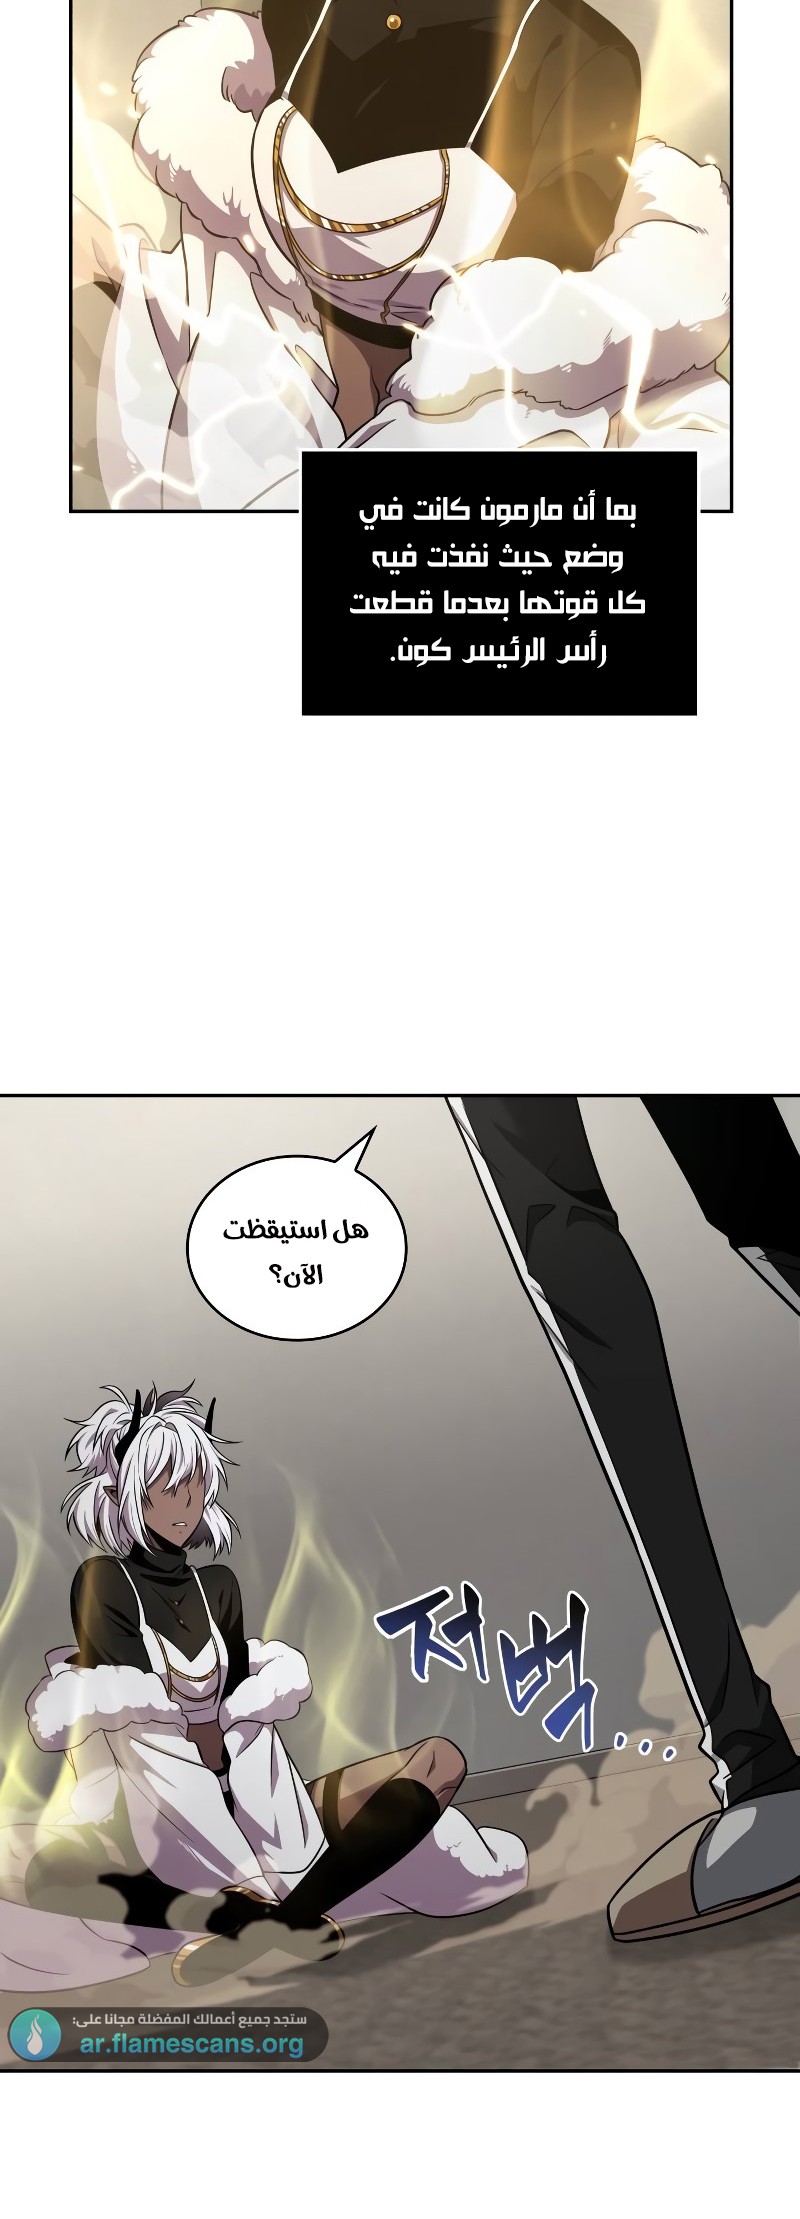 بما أن مارمون كانت في
وضع حيث نفذت فيه
كل قوتها بعدما قطعت
رأس الرئيس كون.
هل استيقظت
الآن؟
저벅...
ستجد جميع أعمالك المفضلة مجانا على:
ar.flamescans.org